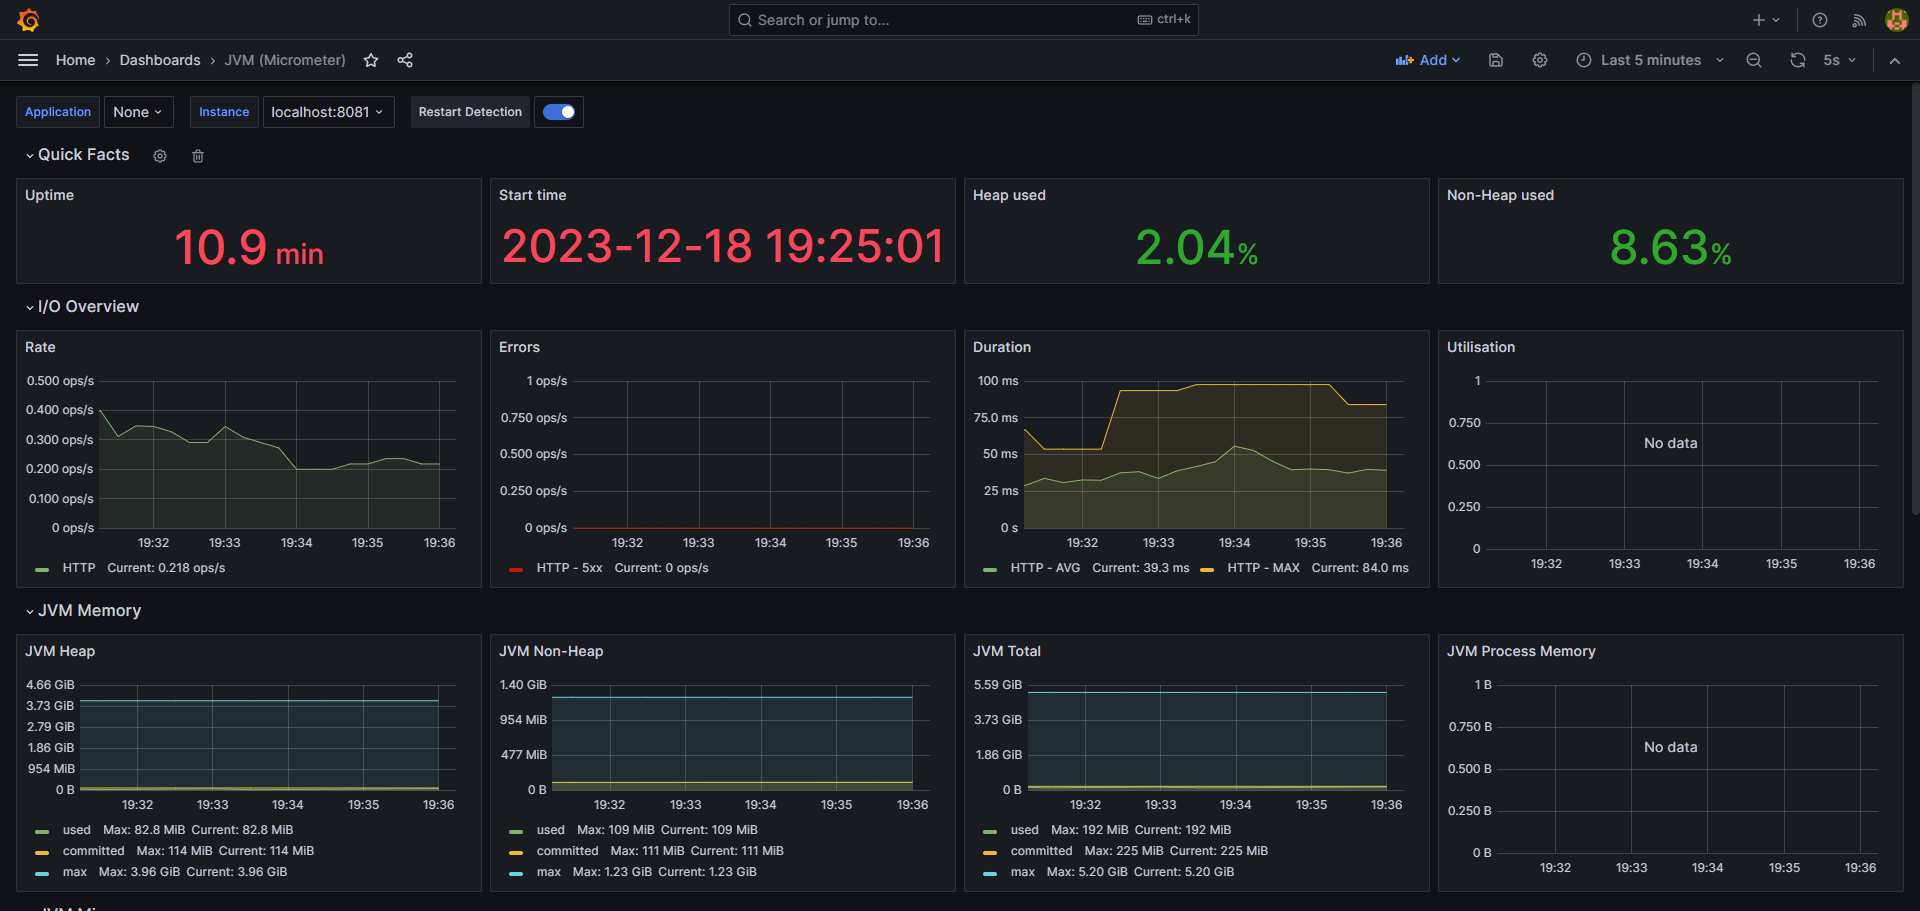 Search or jump to...
ctrl+k
Home › Dashboards › JVM (Micrometer)
Add
Last 5 minutes
5s
Application None Instance localhost:8081 Restart Detection
Quick Facts
Uptime
10.9 min
Start time
2023-12-18 19:25:01
Heap used
2.04%
Non-Heap used
8.63%
I/O Overview
Rate
0.500 ops/s
0.400 ops/s
0.300 ops/s
0.200 ops/s
0.100 ops/s
0 ops/s
19:32 19:33 19:34 19:35 19:36
HTTP Current: 0.218 ops/s
Errors
1 ops/s
0.750 ops/s
0.500 ops/s
0.250 ops/s
0 ops/s
19:32 19:33 19:34 19:35 19:36
HTTP - 5xx Current: 0 ops/s
Duration
100 ms
75.0 ms
50 ms
25 ms
0 s
19:32 19:33 19:34 19:35 19:36
HTTP - AVG Current: 39.3 ms HTTP - MAX Current: 84.0 ms
Utilisation
1
0.750
0.500
0.250
0
No data
19:32 19:33 19:34 19:35 19:36
JVM Memory
JVM Heap
4.66 GiB
3.73 GiB
2.79 GiB
1.86 GiB
954 MiB
0 B
19:32 19:33 19:34 19:35 19:36
used Max: 82.8 MiB Current: 82.8 MiB
committed Max: 114 MiB Current: 114 MiB
max Max: 3.96 GiB Current: 3.96 GiB
JVM Non-Heap
1.40 GiB
954 MiB
477 MiB
0 B
19:32 19:33 19:34 19:35 19:36
used Max: 109 MiB Current: 109 MiB
committed Max: 111 MiB Current: 111 MiB
max Max: 1.23 GiB Current: 1.23 GiB
JVM Total
5.59 GiB
3.73 GiB
1.86 GiB
0 B
19:32 19:33 19:34 19:35 19:36
used Max: 192 MiB Current: 192 MiB
committed Max: 225 MiB Current: 225 MiB
max Max: 5.20 GiB Current: 5.20 GiB
JVM Process Memory
1 B
0.750 B
0.500 B
0.250 B
0 B
No data
19:32 19:33 19:34 19:35 19:36